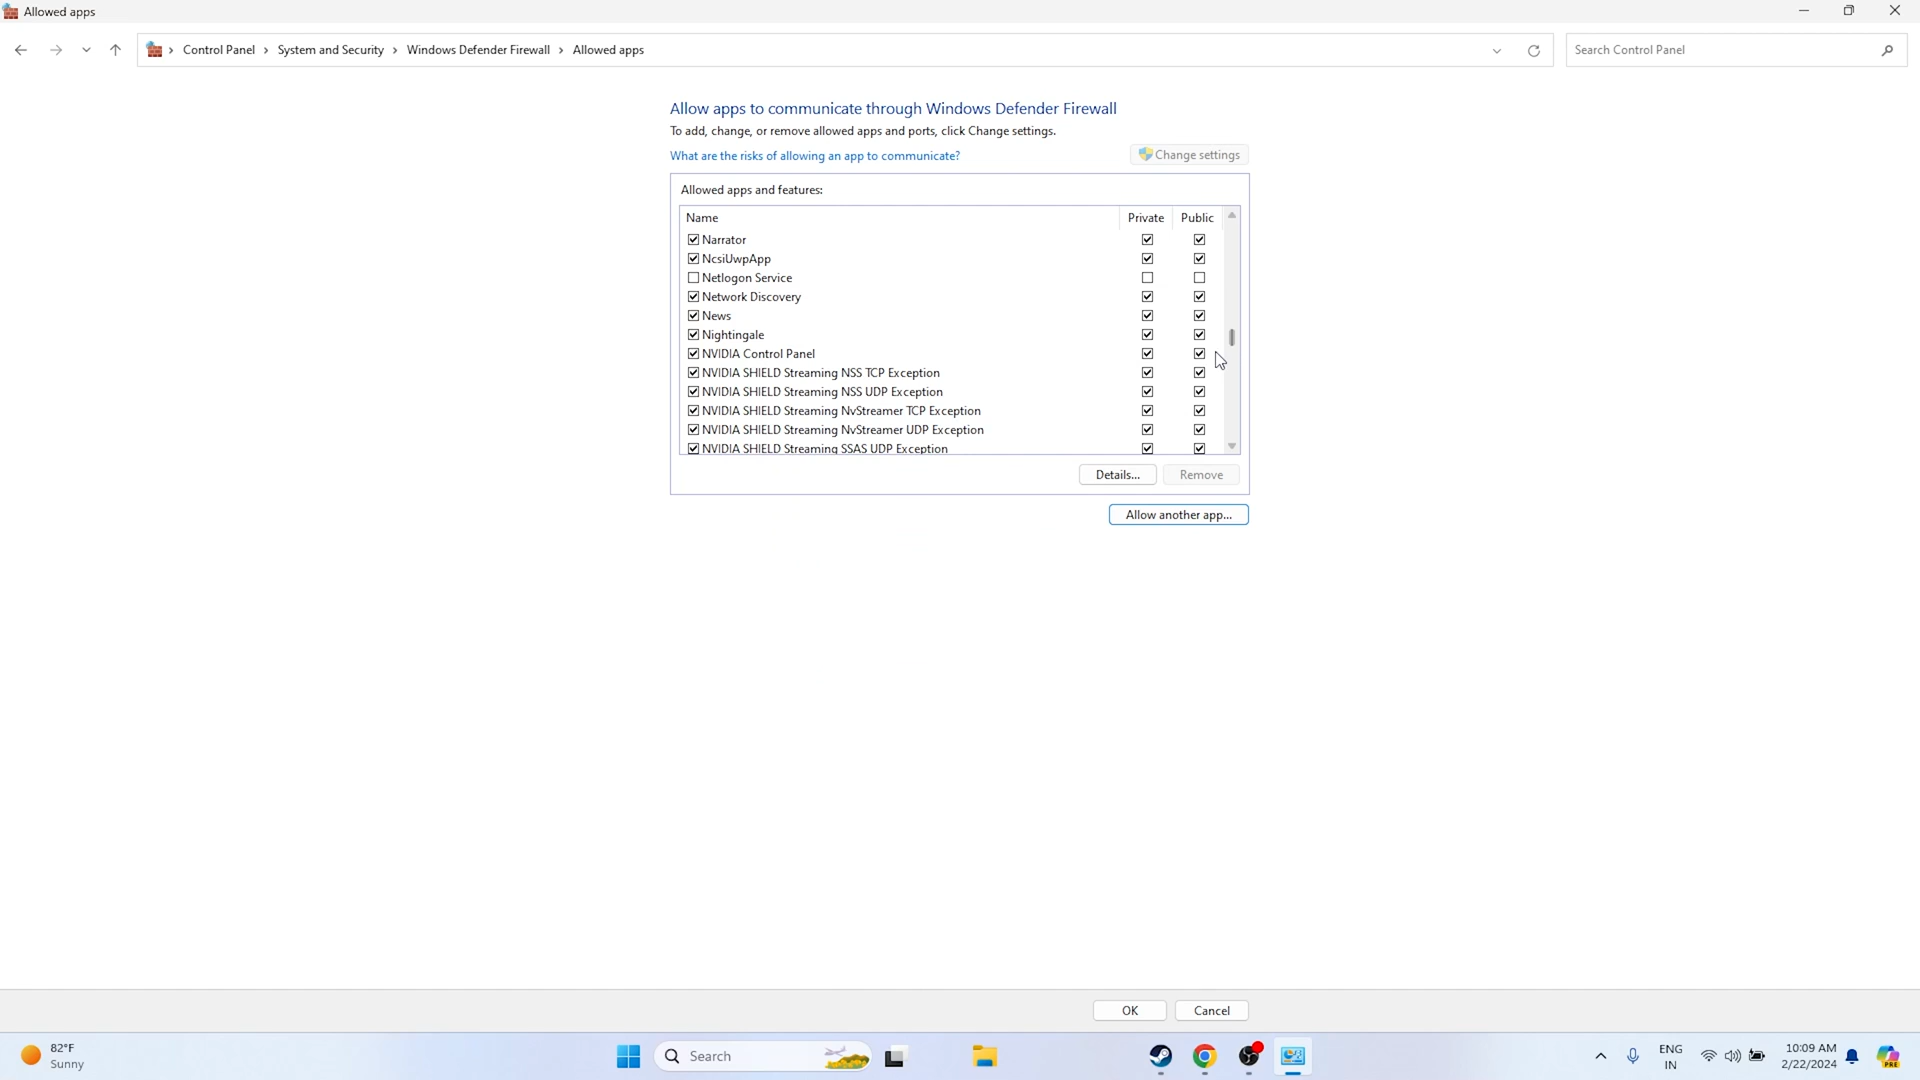 Allowed apps
Control Panel > System and Security > Windows Defender Firewall > Allowed apps
Search Control Panel
Allow apps to communicate through Windows Defender Firewall
To add, change, or remove allowed apps and ports, click Change settings.
What are the risks of allowing an app to communicate?
Change settings
Allowed apps and features:
Name Private Public
Narrator
NcsiUwpApp
Netlogon Service
Network Discovery
News
Nightingale
NVIDIA Control Panel
NVIDIA SHIELD Streaming NSS TCP Exception
NVIDIA SHIELD Streaming NSS UDP Exception
NVIDIA SHIELD Streaming NvStreamer TCP Exception
NVIDIA SHIELD Streaming NvStreamer UDP Exception
NVIDIA SHIELD Streaming SSAS UDP Exception
Details... Remove
Allow another app...
OK Cancel
82°F
Sunny
Search
ENG
IN
10:09 AM
2/22/2024
PRE